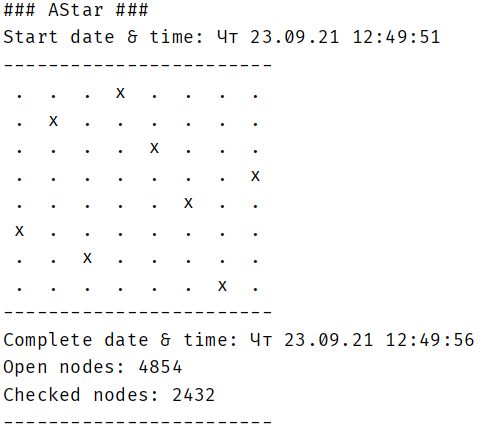 ### AStar ###
Start date & time: Чт 23.09.21 12:49:51
------------------------
. . . x . . . .
. x . . . . . .
. . . . x . . .
. . . . . . . x
. . . . . x . .
x . . . . . . .
. . x . . . . .
. . . . . . x .
------------------------
Complete date & time: Чт 23.09.21 12:49:56
Open nodes: 4854
Checked nodes: 2432
------------------------